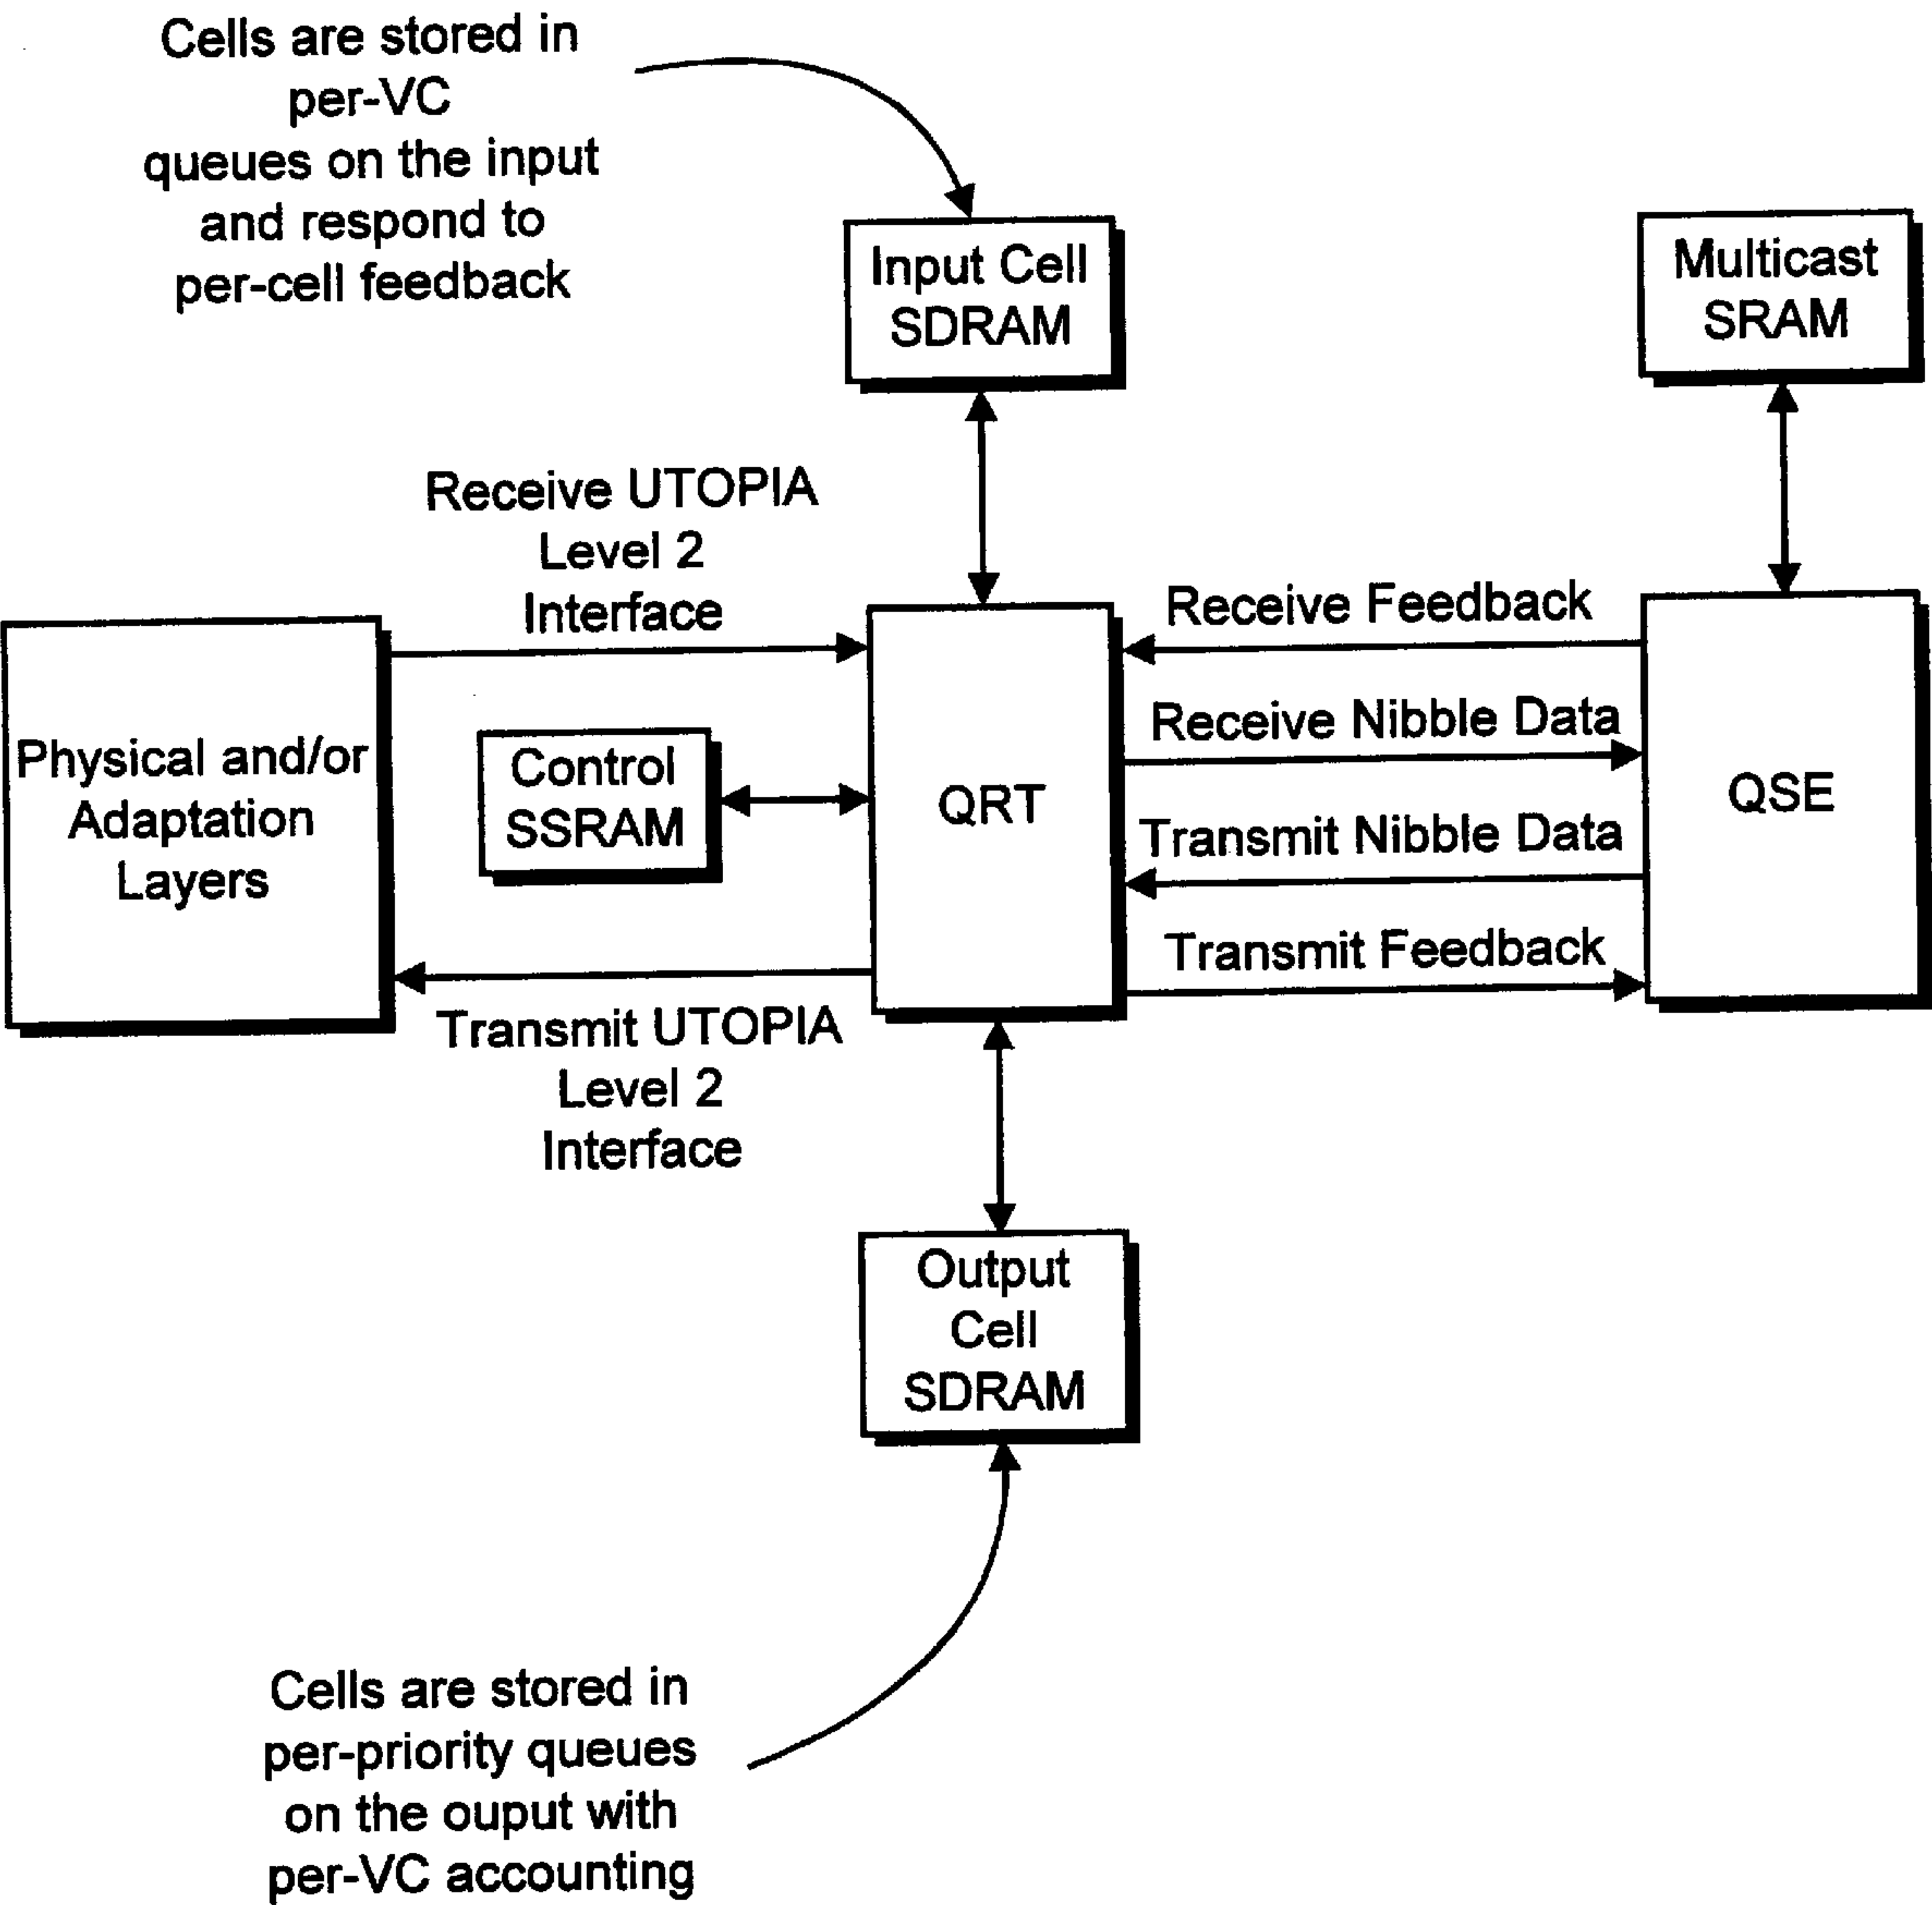 Cells are stored in
per-VC
queues on the input
and respond to
per-cell feedback
Input Cell
SDRAM
Multicast
SRAM
Receive UTOPIA
Level 2
Interface
Receive Feedback
Physical and/or
Adaptation
Layers
Control
SSRAM
QRT
Receive Nibble Data
QSE
Transmit Nibble Data
Transmit Feedback
Transmit UTOPIA
Level 2
Interface
Output
Cell
SDRAM
Cells are stored in
per-priority queues
on the ouput with
per-VC accounting